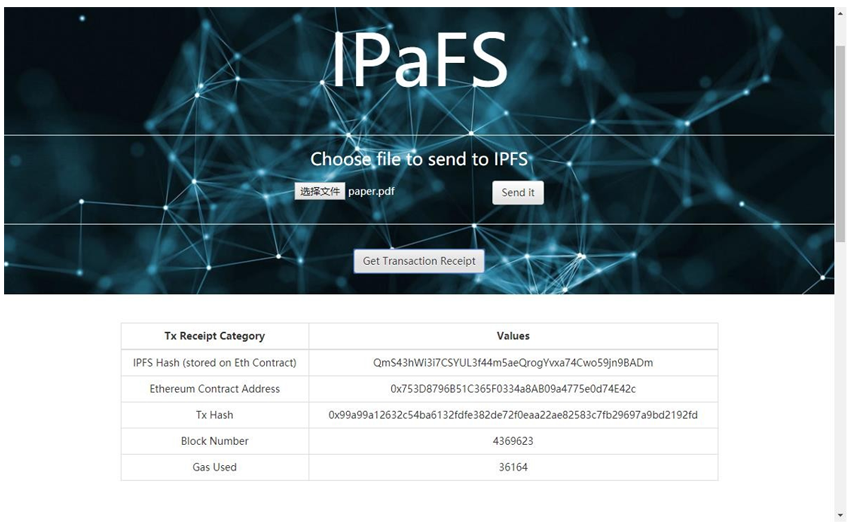 IPaFS
Choose file to send to IPFS
选择文件 paper.pdf Send it
Get Transaction Receipt
Tx Receipt Category Values
IPFS Hash (stored on Eth Contract) QmS43hWi3i7CSYUL3f44m5aeQrogYvxa74Cwo59jn9BADm
Ethereum Contract Address 0x753D8796B51C365F0334a8AB09a4775e0d74E42c
Tx Hash 0x99a99a12632c54ba6132fdfe382de72f0eaa22ae82583c7fb29697a9bd2192fd
Block Number 4369623
Gas Used 36164